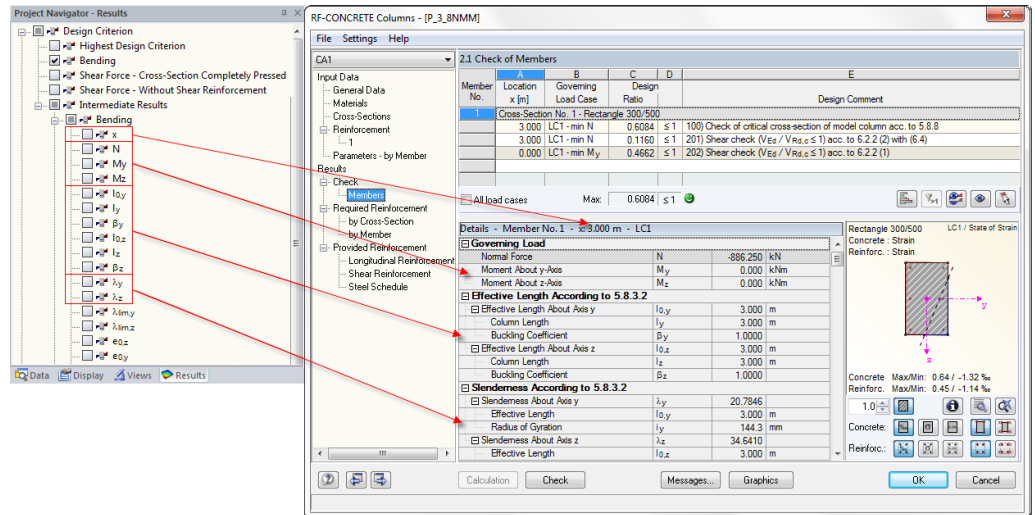 Project Navigator - Results
Design Criterion
Highest Design Criterion
Bending
Shear Force - Cross-Section Completely Pressed
Shear Force - Without Shear Reinforcement
Intermediate Results
Bending
x
N
My
Mz
l0,y
ly
βy
l0,z
lz
βz
λy
λz
λlim,y
λlim,z
e0,z
e0,y
Data Display Views Results
RF-CONCRETE Columns - [P_3_8NMM]
File Settings Help
CA1
Input Data
General Data
Materials
Cross-Sections
Reinforcement
1
Parameters - by Member
Results
Check
Members
Required Reinforcement
by Cross-Section
by Member
Provided Reinforcement
Longitudinal Reinforcement
Shear Reinforcement
Steel Schedule
2.1 Check of Members
A B C D E
Member Location Governing Design
No. x [m] Load Case Ratio Design Comment
1 Cross-Section No. 1 - Rectangle 300/500
3.000 LC1 - min N 0.6084 ≤ 1 100) Check of critical cross-section of model column acc. to 5.8.8
3.000 LC1 - min N 0.1160 ≤ 1 201) Shear check (VEd / VRd,c ≤ 1) acc. to 6.2.2 (2) with (6.4)
0.000 LC1 - min My 0.4662 ≤ 1 202) Shear check (VEd / VRd,c ≤ 1) acc. to 6.2.2 (1)
All load cases Max: 0.6084 ≤ 1
Details - Member No. 1 - x: 3.000 m - LC1
Governing Load
Normal Force N -886.250 kN
Moment About y-Axis My 0.000 kNm
Moment About z-Axis Mz 0.000 kNm
Effective Length According to 5.8.3.2
Effective Length About Axis y l0,y 3.000 m
Column Length ly 3.000 m
Buckling Coefficient βy 1.0000
Effective Length About Axis z l0,z 3.000 m
Column Length lz 3.000 m
Buckling Coefficient βz 1.0000
Slenderness According to 5.8.3.2
Slenderness About Axis y λy 20.7846
Effective Length l0,y 3.000 m
Radius of Gyration iy 144.3 mm
Slenderness About Axis z λz 34.6410
Effective Length l0,z 3.000 m
Rectangle 300/500 LC1 / State of Strain
Concrete : Strain
Reinforc. : Strain
y
z
Concrete Max/Min: 0.64 / -1.32 ‰
Reinforc. Max/Min: 0.45 / -1.14 ‰
1.0
Concrete:
Reinforc.:
Calculation Check Messages... Graphics OK Cancel